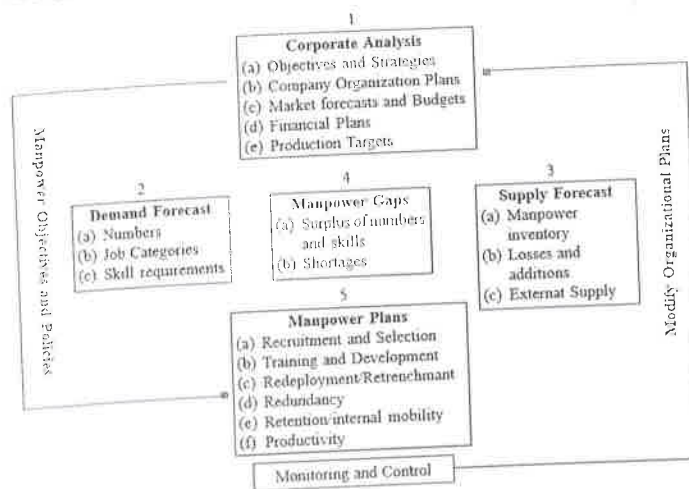 1
Corporate Analysis
(a) Objectives and Strategies
(b) Company Organization Plans
(c) Market forecasts and Budgets
(d) Financial Plans
(e) Production Targets
Manpower Objectives and Policies
2
Demand Forecast
(a) Numbers
(b) Job Categories
(c) Skill requirements
4
Manpower Gaps
(a) Surplus of numbers
and skills
(b) Shortages
3
Supply Forecast
(a) Manpower
inventory
(b) Losses and
additions
(c) Externat Supply
Modify Organizational Plans
5
Manpower Plans
(a) Recruitment and Selection
(b) Training and Development
(c) Redeployment/Retrenchmant
(d) Redundancy
(e) Retention/internal mobility
(f) Productivity
Monitoring and Control